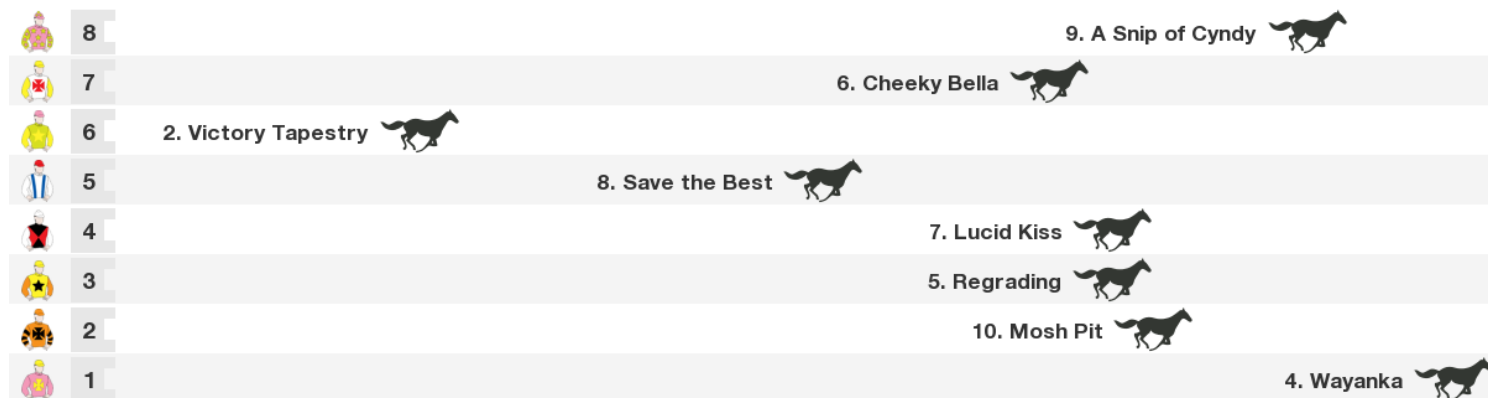 8 9. A Snip of Cyndy
7 6. Cheeky Bella
6 2. Victory Tapestry
5 8. Save the Best
4 7. Lucid Kiss
3 5. Regrading
2 10. Mosh Pit
1 4. Wayanka